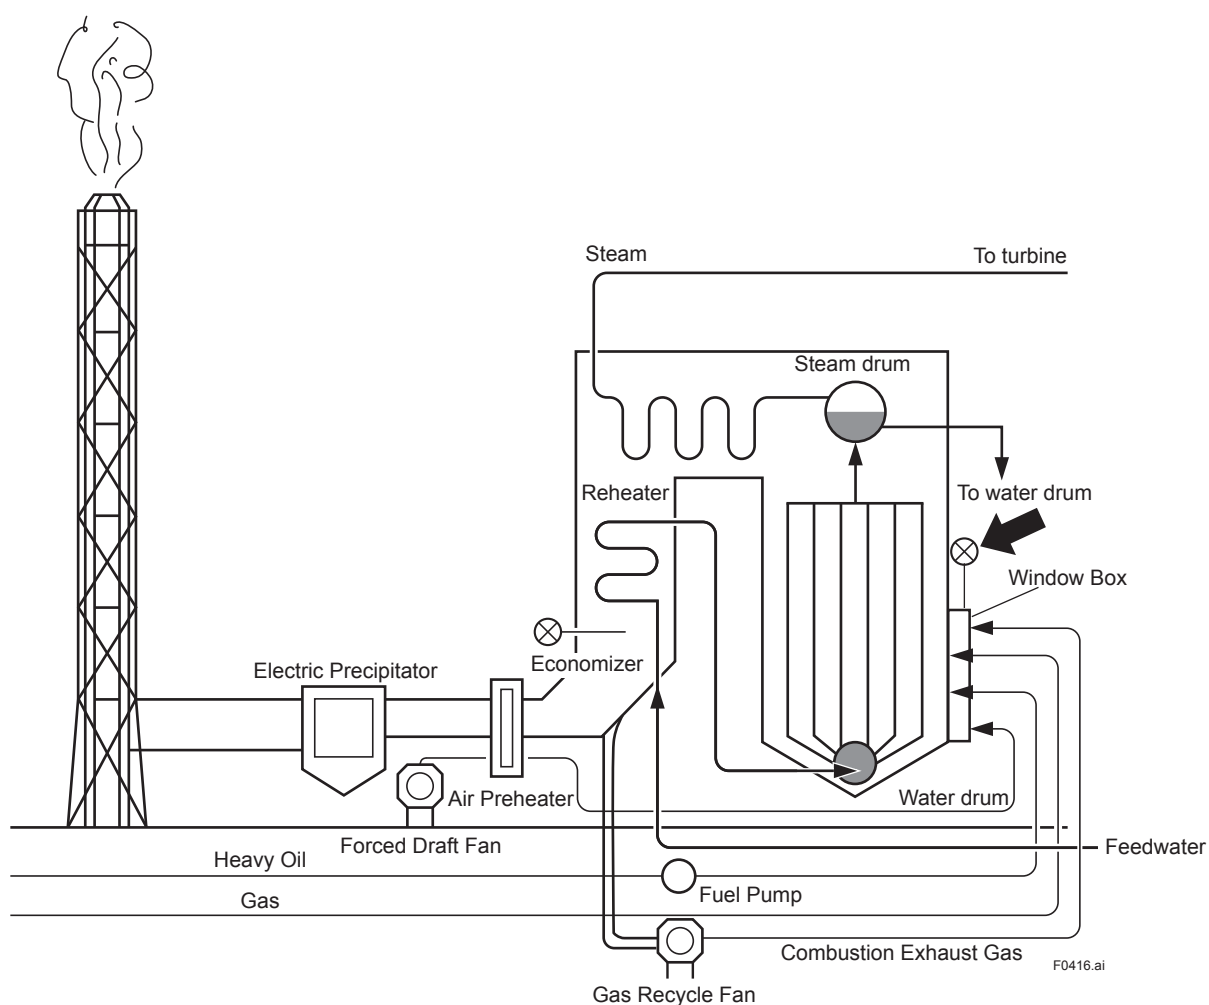 Steam
To turbine
Steam drum
Reheater
To water drum
Window Box
Economizer
Electric Precipitator
Air Preheater
Water drum
Forced Draft Fan
Feedwater
Heavy Oil
Fuel Pump
Gas
Combustion Exhaust Gas
F0416.ai
Gas Recycle Fan